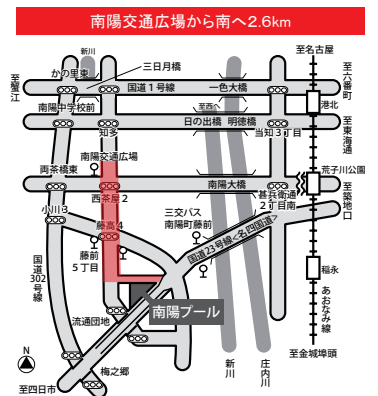 南陽交通広場から南へ2.6km
新川
至名古屋
三日月橋
かの里東
至蟹江
国道1号線
一色大橋
至六番町
港北
南陽中学校前
至西へ
日の出橋
明徳橋
至東海通
知多
当知3丁目
南陽交通広場
両茶橋東
荒子川公園
南陽大橋
西茶屋2
甚兵衛通
2丁目南
至築地口
小川3
三交バス
南陽町藤前
藤高4
国道23号線<名四国道>
藤前
5丁目
国道
302
号線
稲永
あおなみ線
南陽プール
流通団地
N
梅之郷
新川
庄内川
至金城埠頭
至四日市